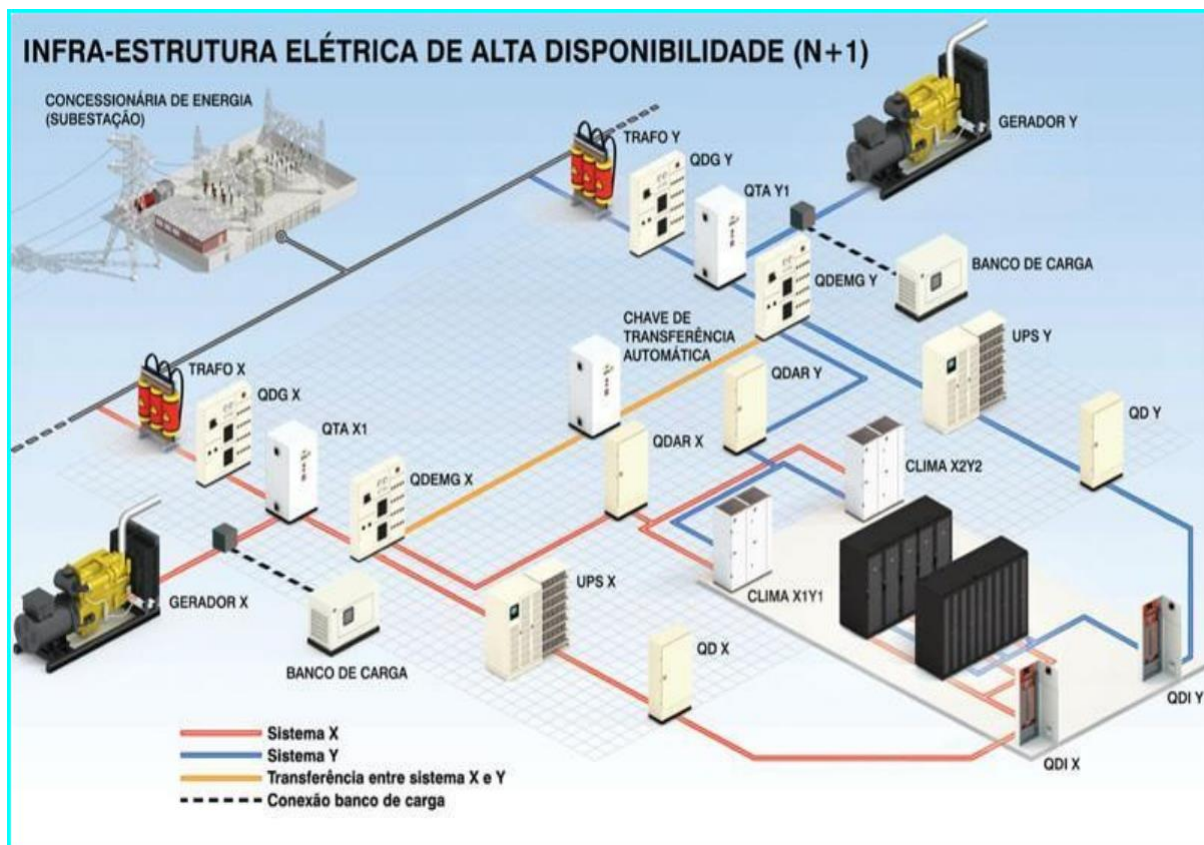 INFRA-ESTRUTURA ELÉTRICA DE ALTA DISPONIBILIDADE (N+1)
CONCESSIONÁRIA DE ENERGIA
(SUBESTAÇÃO)
TRAFO Y
QDG Y
QTA Y1
GERADOR Y
BANCO DE CARGA
QDEMG Y
CHAVE DE
TRANSFERÊNCIA
AUTOMÁTICA
UPS Y
TRAFO X
QDG X
QTA X1
QDEMG X
QDAR Y
QDAR X
QD Y
CLIMA X2Y2
GERADOR X
BANCO DE CARGA
UPS X
CLIMA X1Y1
QD X
QDI Y
QDI X
Sistema X
Sistema Y
Transferência entre sistema X e Y
Conexão banco de carga